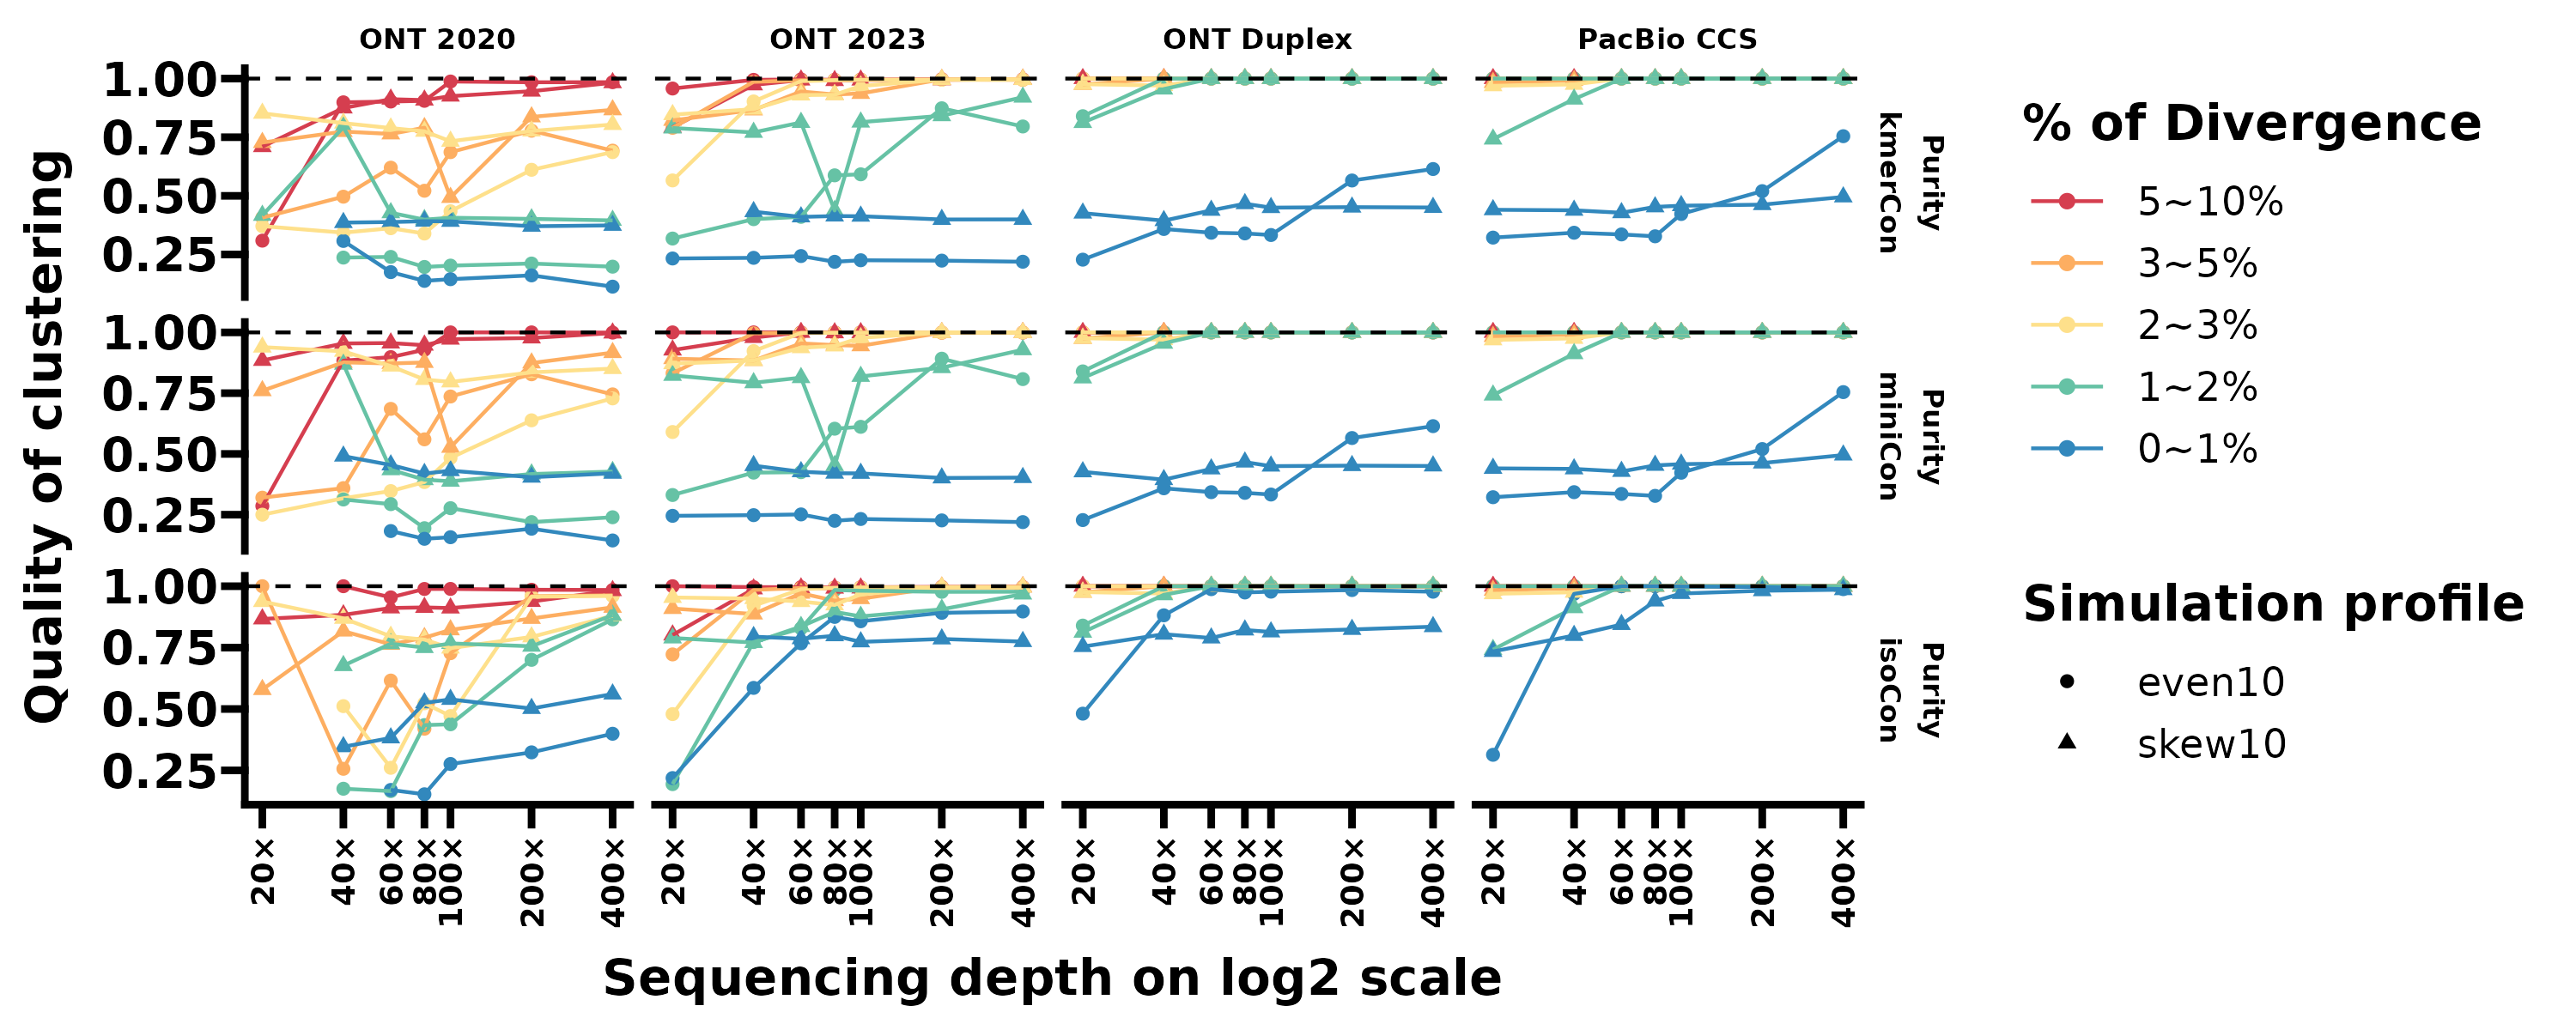 ONT 2020
ONT 2023
ONT Duplex
PacBio CCS
Quality of clustering
1.00
0.75
0.50
0.25
Purity
kmerCon
1.00
0.75
0.50
0.25
Purity
miniCon
1.00
0.75
0.50
0.25
Purity
isoCon
20×
40×
60×
80×
100×
200×
400×
20×
40×
60×
80×
100×
200×
400×
20×
40×
60×
80×
100×
200×
400×
20×
40×
60×
80×
100×
200×
400×
Sequencing depth on log2 scale
% of Divergence
5~10%
3~5%
2~3%
1~2%
0~1%
Simulation profile
even10
skew10